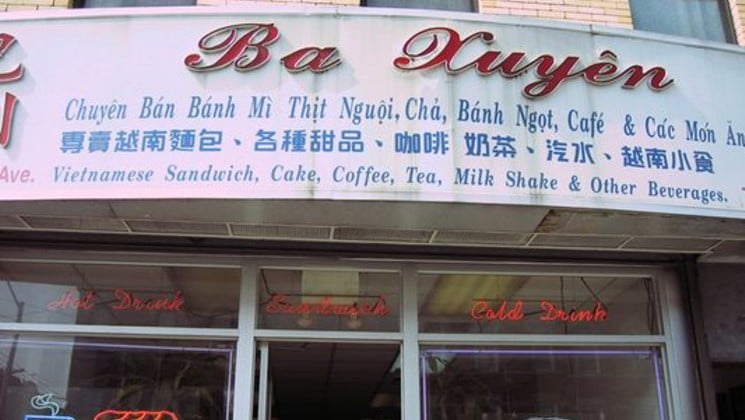 Ba Xuyên
Chuyên Bán Bánh Mì Thịt Nguội, Chả, Bánh Ngọt, Café & Các Món Ăn
專賣越南麵包、各種甜品、咖啡 奶茶、汽水、越南小食
Ave. Vietnamese Sandwich, Cake, Coffee, Tea, Milk Shake & Other Beverages.
Hot Drink Sandwich Cold Drink